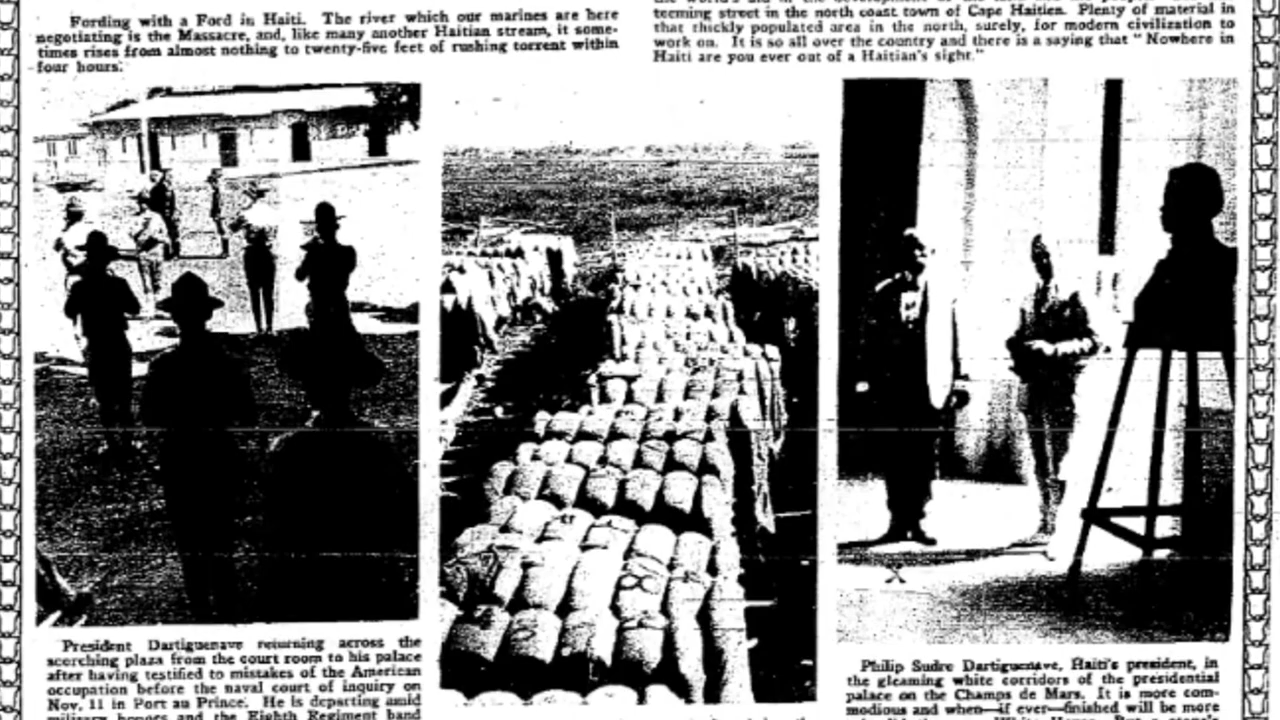 Fording with a Ford in Haiti. The river which our marines are here
negotiating is the Massacre, and, like many another Haitian stream, it some-
times rises from almost nothing to twenty-five feet of rushing torrent within
four hours.
teeming street in the north coast town of Cape Haitien. Plenty of material in
that thickly populated area in the north, surely, for modern civilization to
work on. It is so all over the country and there is a saying that "Nowhere in
Haiti are you ever out of a Haitian's sight."
President Dartiguenave returning across the
scorching plaza from the court room to his palace
after having testified to mistakes of the American
occupation before the naval court of inquiry on
Nov. 11 in Port au Prince. He is departing amid
military honors and the Eighth Regiment band
Philip Sudre Dartiguenave, Haiti's president, in
the gleaming white corridors of the presidential
palace on the Champs de Mars. It is more com-
modious and when—if ever—finished will be more